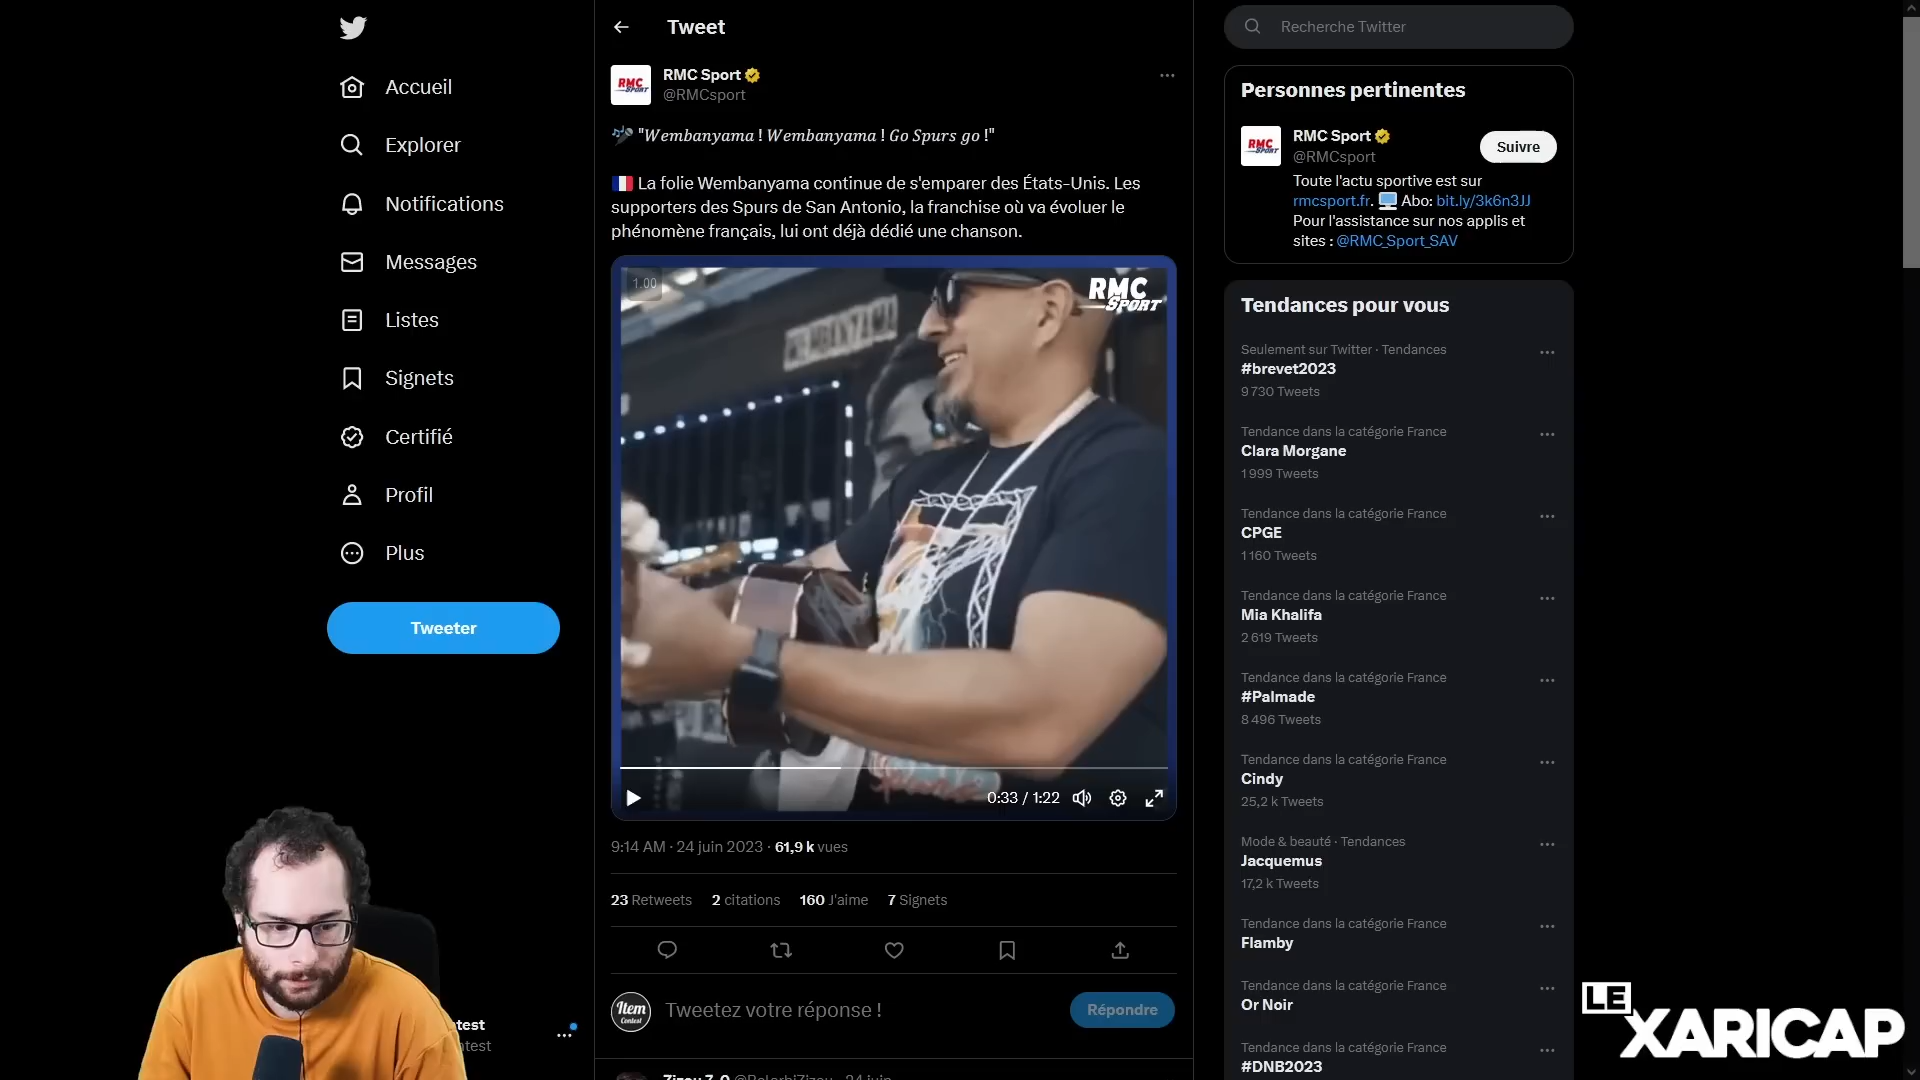 Accueil
Explorer
Notifications
Messages
Listes
Signets
Certifié
Profil
Plus
Tweeter
test
Tweet
RMC Sport
@RMCsport
"Wembanyama ! Wembanyama ! Go Spurs go !"
La folie Wembanyama continue de s'emparer des États-Unis. Les
supporters des Spurs de San Antonio, la franchise où va évoluer le
phénomène français, lui ont déjà dédié une chanson.
1.00
RMC
SPORT
0:33 / 1:22
9:14 AM · 24 juin 2023 · 61,9 k vues
23 Retweets 2 citations 160 J'aime 7 Signets
Item
Contest
Tweetez votre réponse !
Répondre
Recherche Twitter
Personnes pertinentes
RMC Sport
@RMCsport
Suivre
Toute l'actu sportive est sur
rmcsport.fr. Abo: bit.ly/3k6n3JJ
Pour l'assistance sur nos applis et
sites : @RMC_Sport_SAV
Tendances pour vous
Seulement sur Twitter · Tendances
#brevet2023
9 730 Tweets
Tendance dans la catégorie France
Clara Morgane
1 999 Tweets
Tendance dans la catégorie France
CPGE
1 160 Tweets
Tendance dans la catégorie France
Mia Khalifa
2 619 Tweets
Tendance dans la catégorie France
#Palmade
8 496 Tweets
Tendance dans la catégorie France
Cindy
25,2 k Tweets
Mode & beauté · Tendances
Jacquemus
17,2 k Tweets
Tendance dans la catégorie France
Flamby
Tendance dans la catégorie France
Or Noir
Tendance dans la catégorie France
#DNB2023
LE
XARICAP